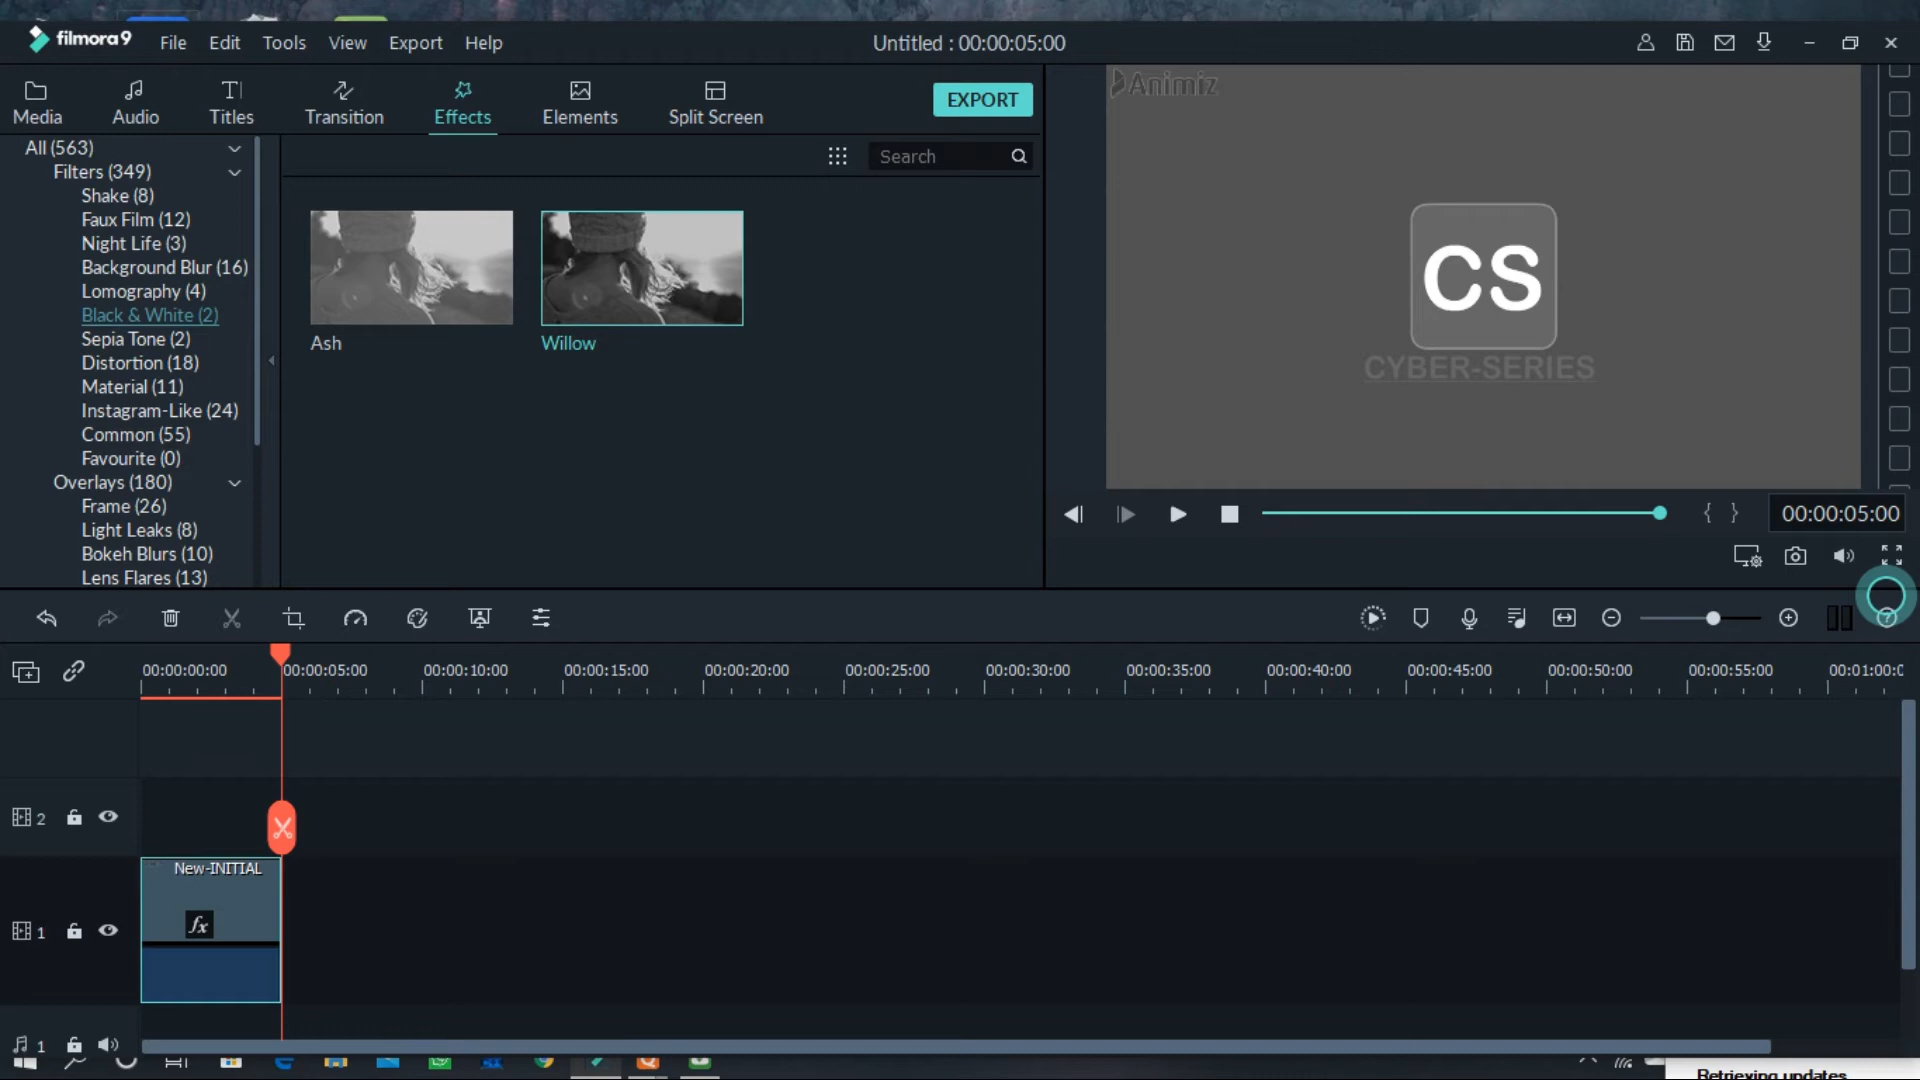 filmora9
File Edit Tools View Export Help
Untitled : 00:00:05:00
Media
Audio
Titles
Transition
Effects
Elements
Split Screen
EXPORT
Search
All (563)
Filters (349)
Shake (8)
Faux Film (12)
Night Life (3)
Background Blur (16)
Lomography (4)
Black & White (2)
Sepia Tone (2)
Distortion (18)
Material (11)
Instagram-Like (24)
Common (55)
Favourite (0)
Overlays (180)
Frame (26)
Light Leaks (8)
Bokeh Blurs (10)
Lens Flares (13)
Ash
Willow
Animiz
CS
CYBER-SERIES
00:00:05:00
00:00:00:00 00:00:05:00 00:00:10:00 00:00:15:00 00:00:20:00 00:00:25:00 00:00:30:00 00:00:35:00 00:00:40:00 00:00:45:00 00:00:50:00 00:00:55:00 00:01:00:0
2
New-INITIAL
fx
1
1
Retrieving updates